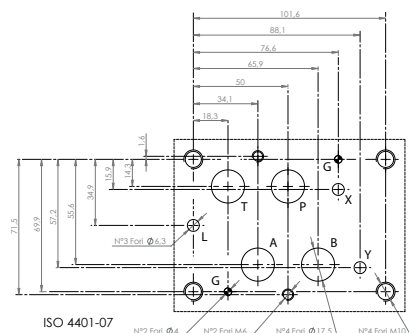 101,6
88,1
76,6
65,9
50
34,1
18,3
1,6
14,3
15,9
34,9
55,6
57,2
69,9
71,5
G
X
T
P
L
N°3 Fori Ø6,3
A
B
Y
G
ISO 4401-07
N°2 Fori Ø4
N°2 Fori M6
N°4 Fori Ø17,5
N°4 Fori M10